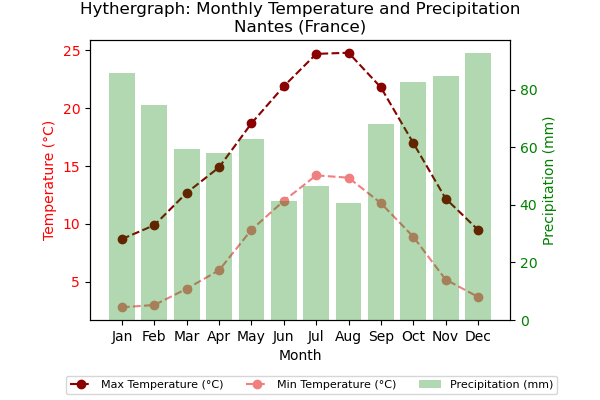 Hythergraph: Monthly Temperature and Precipitation
Nantes (France)
Temperature (°C)
25
20
15
10
5
Precipitation (mm)
80
60
40
20
0
Jan Feb Mar Apr May Jun Jul Aug Sep Oct Nov Dec
Month
Max Temperature (°C) Min Temperature (°C) Precipitation (mm)